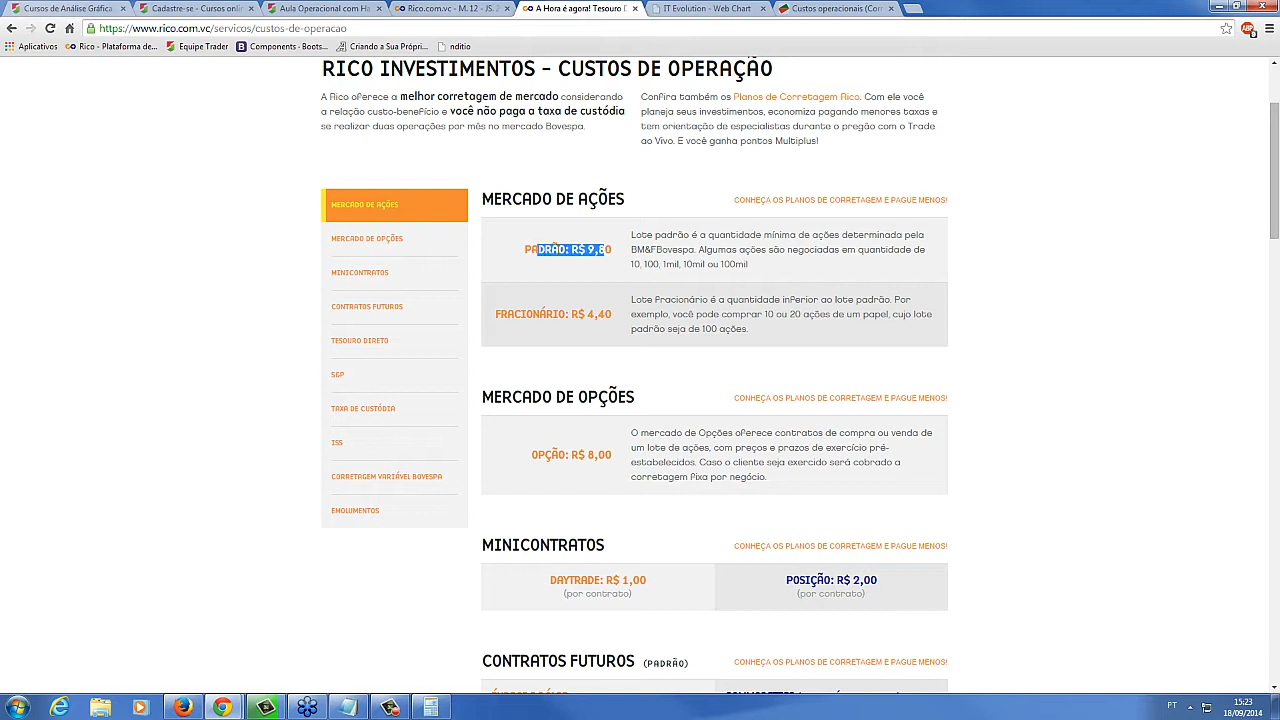 Cursos de Análise Gráfica
Cadastre-se - Cursos onlin
Aula Operacional com Ha
Rico.com.vc - M. 12 - JS. 2
A Hora é agora! Tesouro D
IT Evolution - Web Chart
Custos operacionais (Corr
https://www.rico.com.vc/servicos/custos-de-operacao
Aplicativos
Rico - Plataforma de...
Equipe Trader
Components · Boots...
Criando a Sua Própri...
nditio
RICO INVESTIMENTOS - CUSTOS DE OPERAÇÃO
A Rico oferece a melhor corretagem de mercado considerando
a relação custo-benefício e você não paga a taxa de custódia
se realizar duas operações por mês no mercado Bovespa.
Confira também os Planos de Corretagem Rico. Com ele você
planeja seus investimentos, economiza pagando menores taxas e
tem orientação de especialistas durante o pregão com o Trade
ao Vivo. E você ganha pontos Multiplus!
MERCADO DE AÇÕES
MERCADO DE OPÇÕES
MINICONTRATOS
CONTRATOS FUTUROS
TESOURO DIRETO
S&P
TAXA DE CUSTÓDIA
ISS
CORRETAGEM VARIÁVEL BOVESPA
EMOLUMENTOS
MERCADO DE AÇÕES
CONHEÇA OS PLANOS DE CORRETAGEM E PAGUE MENOS!
PADRÃO: R$ 9,80
Lote padrão é a quantidade mínima de ações determinada pela
BM&FBovespa. Algumas ações são negociadas em quantidade de
10, 100, 1mil, 10mil ou 100mil
FRACIONÁRIO: R$ 4,40
Lote Fracionário é a quantidade inferior ao lote padrão. Por
exemplo, você pode comprar 10 ou 20 ações de um papel, cujo lote
padrão seja de 100 ações.
MERCADO DE OPÇÕES
CONHEÇA OS PLANOS DE CORRETAGEM E PAGUE MENOS!
OPÇÃO: R$ 8,00
O mercado de Opções oferece contratos de compra ou venda de
um lote de ações, com preços e prazos de exercício pré-
estabelecidos. Caso o cliente seja exercido será cobrado a
corretagem fixa por negócio.
MINICONTRATOS
CONHEÇA OS PLANOS DE CORRETAGEM E PAGUE MENOS!
DAYTRADE: R$ 1,00
(por contrato)
POSIÇÃO: R$ 2,00
(por contrato)
CONTRATOS FUTUROS (PADRÃO)
CONHEÇA OS PLANOS DE CORRETAGEM E PAGUE MENOS!
PT
15:23
18/09/2014